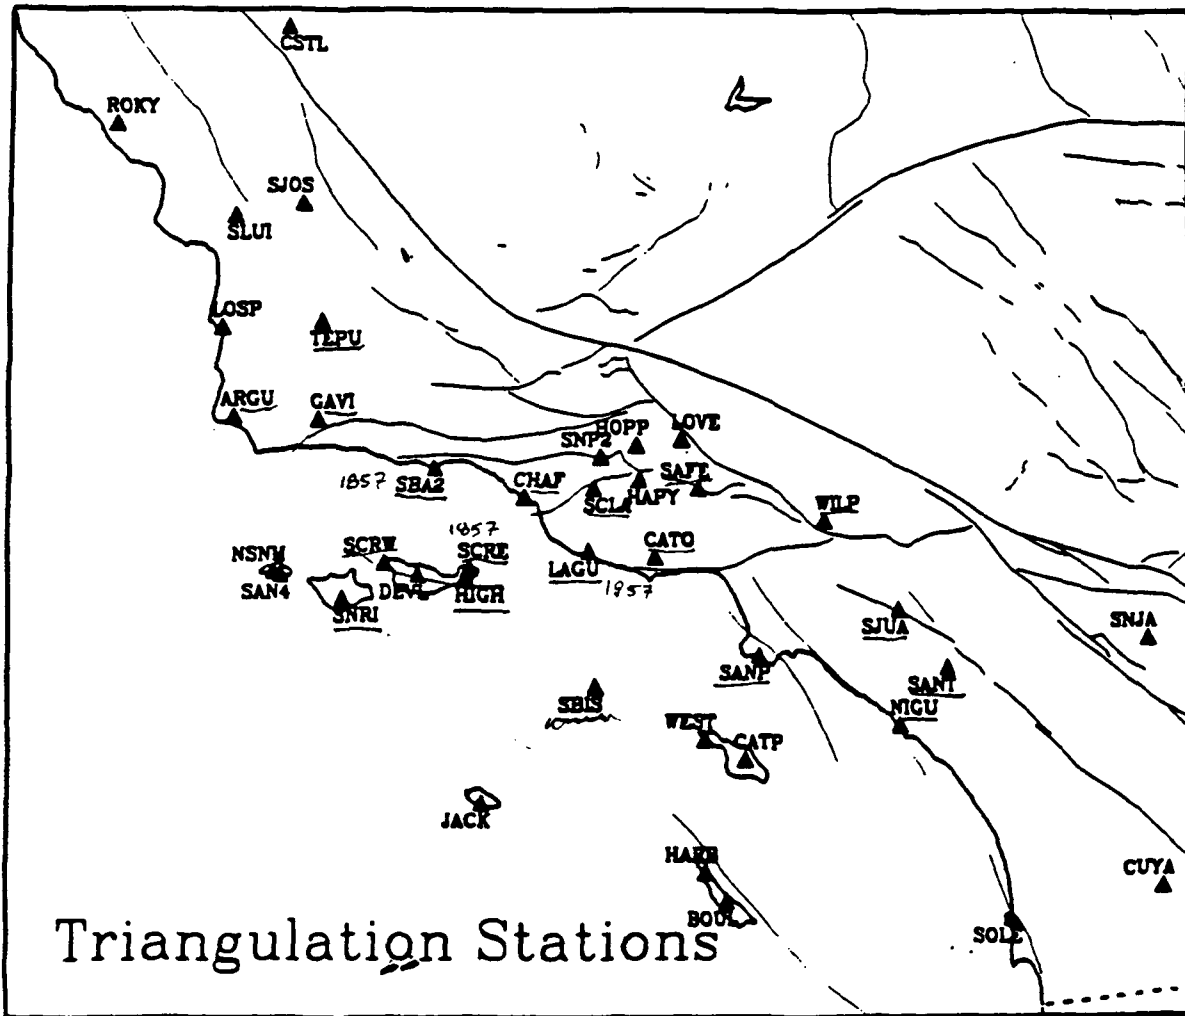 CSTL
ROKY
SJOS
SLUI
LOSP
TEPU
ARGU
GAVI
LOVE
HOPP
SNP2
SAFE
1857
SBA2
CHAF
SCLA
HAPY
WILP
1857
SCRW
SCRE
CATO
NSNM
LAGU
SAN4
DEVL
HIGH
1857
SNRI
SJUA
SNJA
SANP
SANT
SBIS
NIGU
WEST
CATP
JACK
HARB
CUYA
BOUL
SOLE
Triangulation Stations